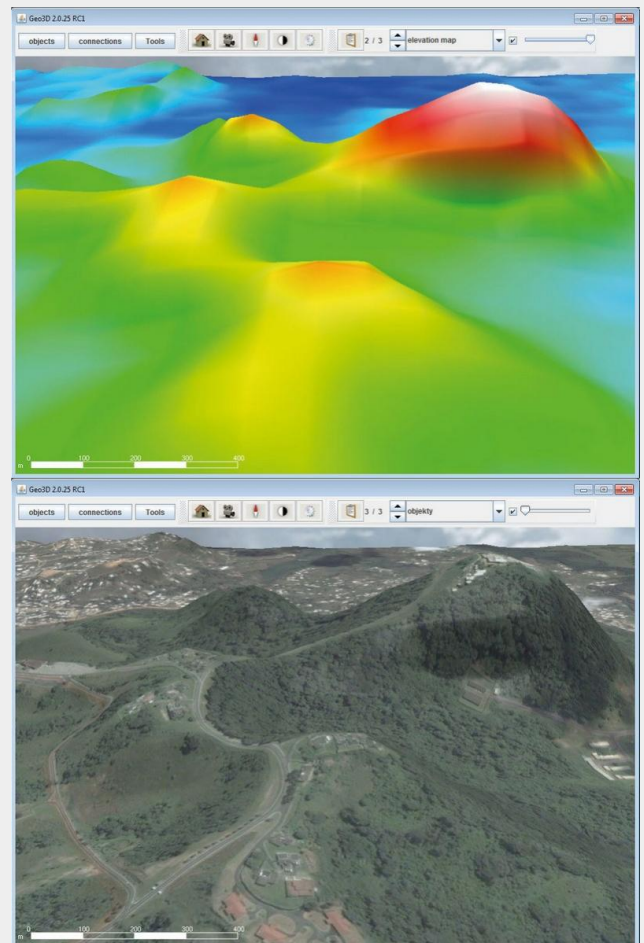 Geo3D 2.0.25 RC1
objects connections Tools 2 / 3 elevation map
0 100 200 300 400
m
Geo3D 2.0.25 RC1
objects connections Tools 3 / 3 objekty
0 100 200 300 400
m